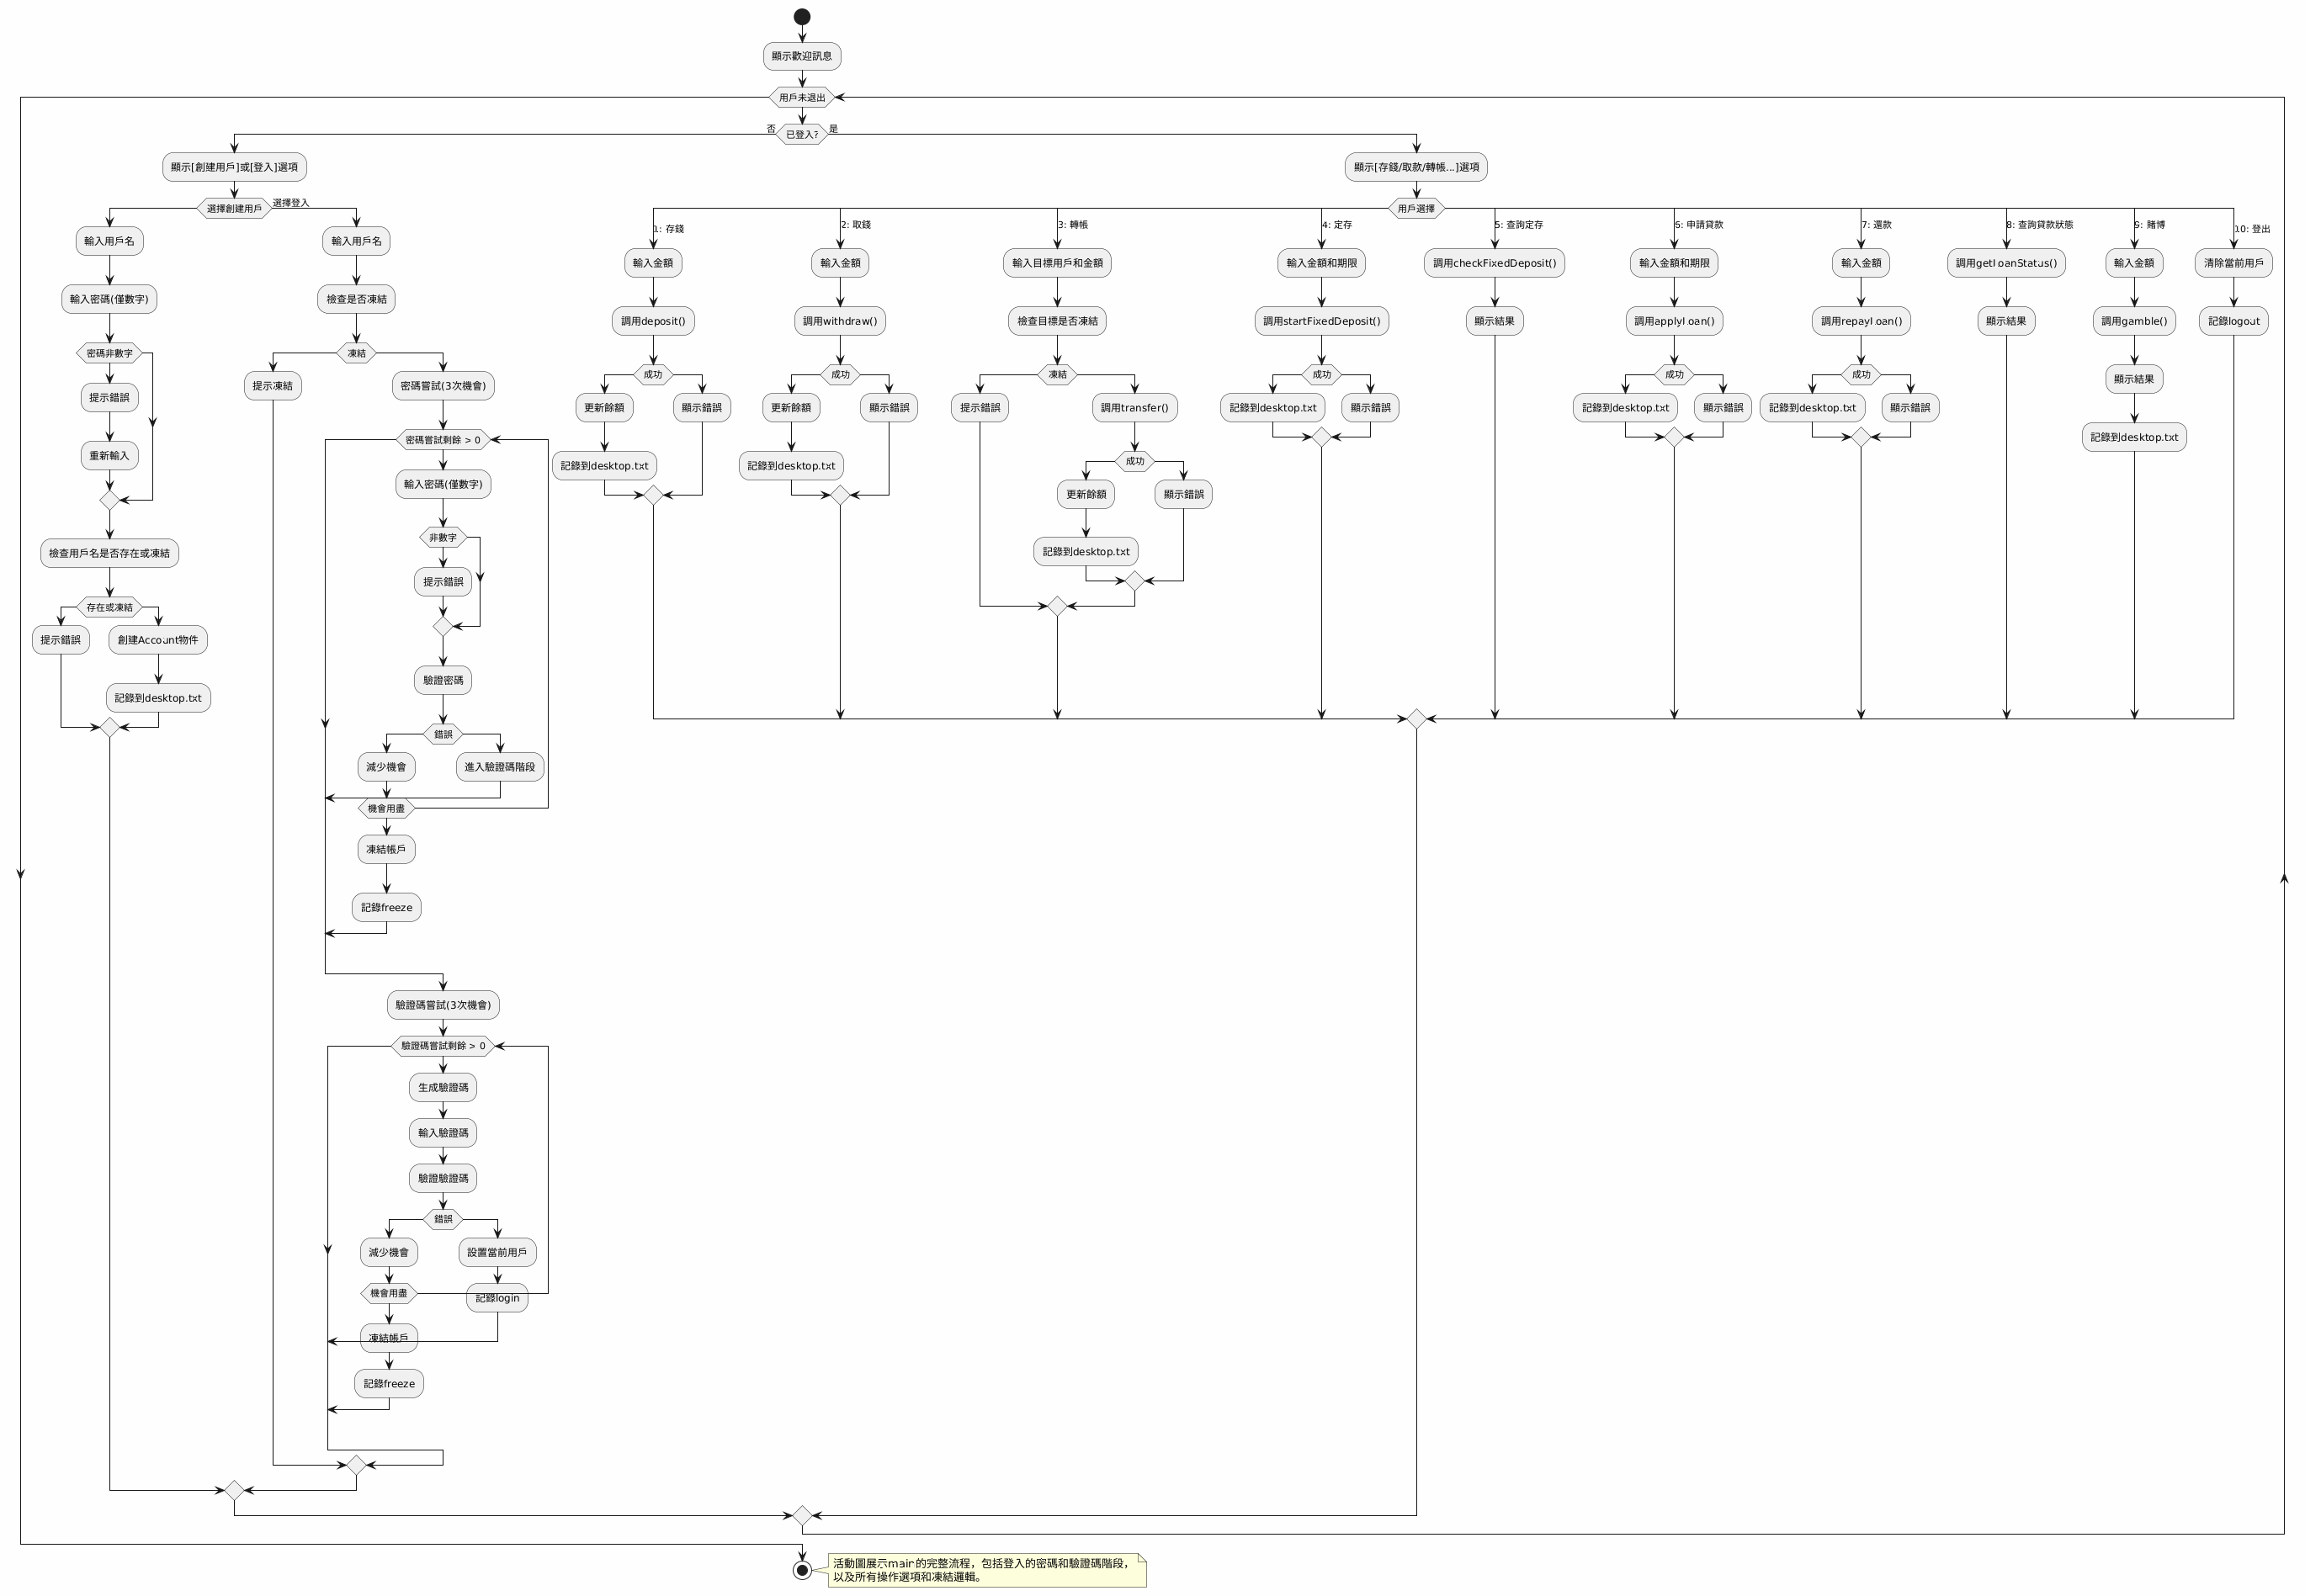 顯示歡迎訊息
用戶未退出
已登入?
否
是
顯示[創建用戶]或[登入]選項
選擇創建用戶
選擇登入
輸入用戶名
輸入密碼(僅數字)
密碼非數字
提示錯誤
重新輸入
檢查用戶名是否存在或凍結
存在或凍結
提示錯誤
創建Account物件
記錄到desktop.txt
輸入用戶名
檢查是否凍結
凍結
提示凍結
密碼嘗試(3次機會)
密碼嘗試剩餘 > 0
輸入密碼(僅數字)
非數字
提示錯誤
驗證密碼
錯誤
減少機會
進入驗證碼階段
機會用盡
凍結帳戶
記錄freeze
驗證碼嘗試(3次機會)
驗證碼嘗試剩餘 > 0
生成驗證碼
輸入驗證碼
驗證驗證碼
錯誤
減少機會
設置當前用戶
機會用盡
記錄login
凍結帳戶
記錄freeze
顯示[存錢/取款/轉帳...]選項
用戶選擇
1: 存錢
輸入金額
調用deposit()
成功
更新餘額
顯示錯誤
記錄到desktop.txt
2: 取錢
輸入金額
調用withdraw()
成功
更新餘額
顯示錯誤
記錄到desktop.txt
3: 轉帳
輸入目標用戶和金額
檢查目標是否凍結
凍結
提示錯誤
調用transfer()
成功
更新餘額
顯示錯誤
記錄到desktop.txt
4: 定存
輸入金額和期限
調用startFixedDeposit()
成功
記錄到desktop.txt
顯示錯誤
5: 查詢定存
調用checkFixedDeposit()
顯示結果
6: 申請貸款
輸入金額和期限
調用applyLoan()
成功
記錄到desktop.txt
顯示錯誤
7: 還款
輸入金額
調用repayLoan()
成功
記錄到desktop.txt
顯示錯誤
8: 查詢貸款狀態
調用getLoanStatus()
顯示結果
9: 賭博
輸入金額
調用gamble()
顯示結果
記錄到desktop.txt
10: 登出
清除當前用戶
記錄logout
活動圖展示main的完整流程，包括登入的密碼和驗證碼階段，
以及所有操作選項和凍結邏輯。